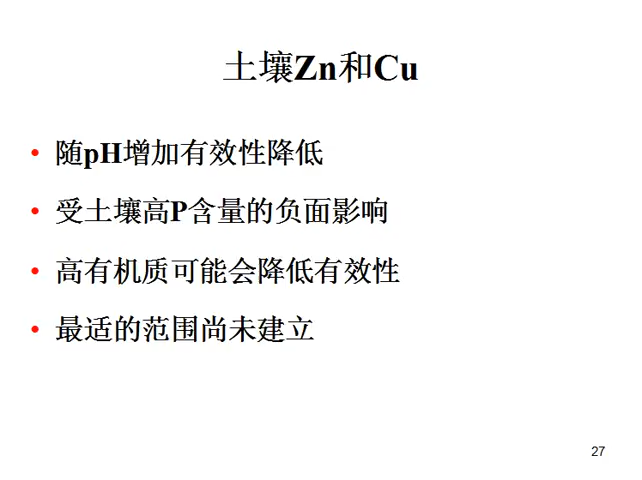 土壤Zn和Cu
• 随pH增加有效性降低
• 受土壤高P含量的负面影响
• 高有机质可能会降低有效性
• 最适的范围尚未建立
27